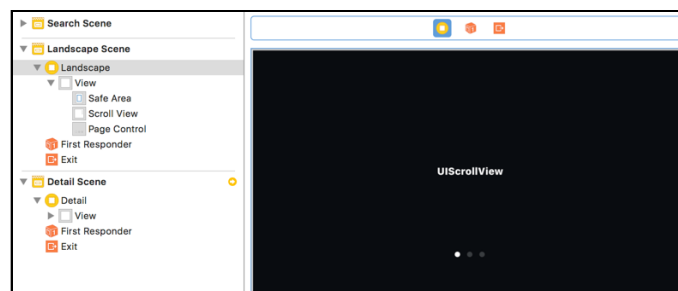 Search Scene
Landscape Scene
Landscape
View
Safe Area
Scroll View
Page Control
First Responder
Exit
Detail Scene
Detail
View
First Responder
Exit
UIScrollView